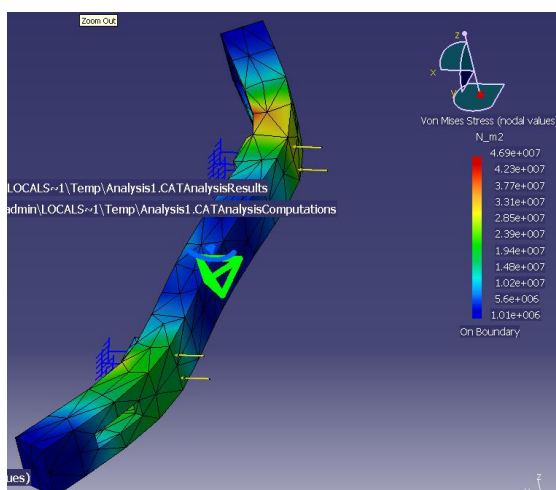 Zoom Out
z
x
y
Von Mises Stress (nodal values
N_m2
4.69e+007
4.23e+007
3.77e+007
3.31e+007
2.85e+007
2.39e+007
1.94e+007
1.48e+007
1.02e+007
5.6e+006
1.01e+006
On Boundary
LOCALS~1\Temp\Analysis1.CATAnalysisResults
admin\LOCALS~1\Temp\Analysis1.CATAnalysisComputations
ues)
z